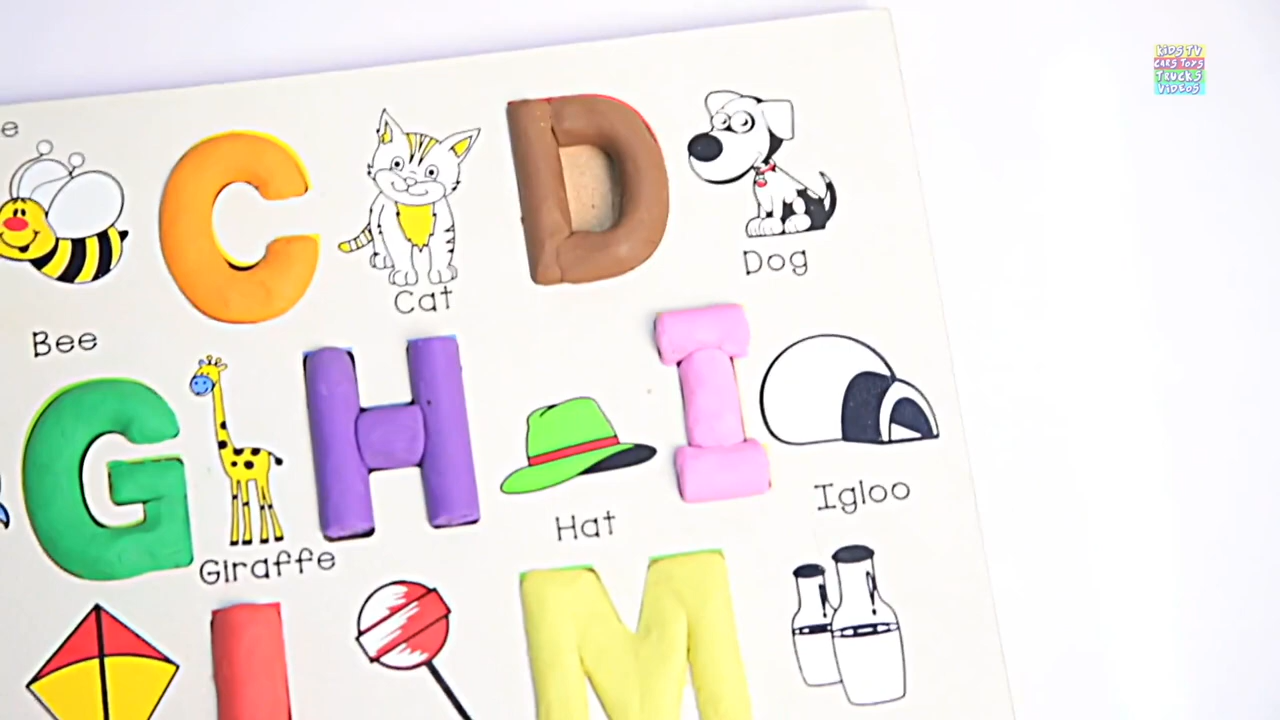 e
KiDS TV
CARS TOYS
TRUCKS
ViDEOS
C
D
Dog
Cat
Bee
G
H
I
Igloo
Hat
Giraffe
M